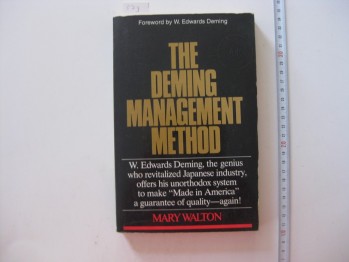 Foreword by W. Edwards Deming
THE
DEMING
MANAGEMENT
METHOD
W. Edwards Deming, the genius
who revitalized Japanese industry,
offers his unorthodox system
to make “Made in America”
a guarantee of quality—again!
MARY WALTON